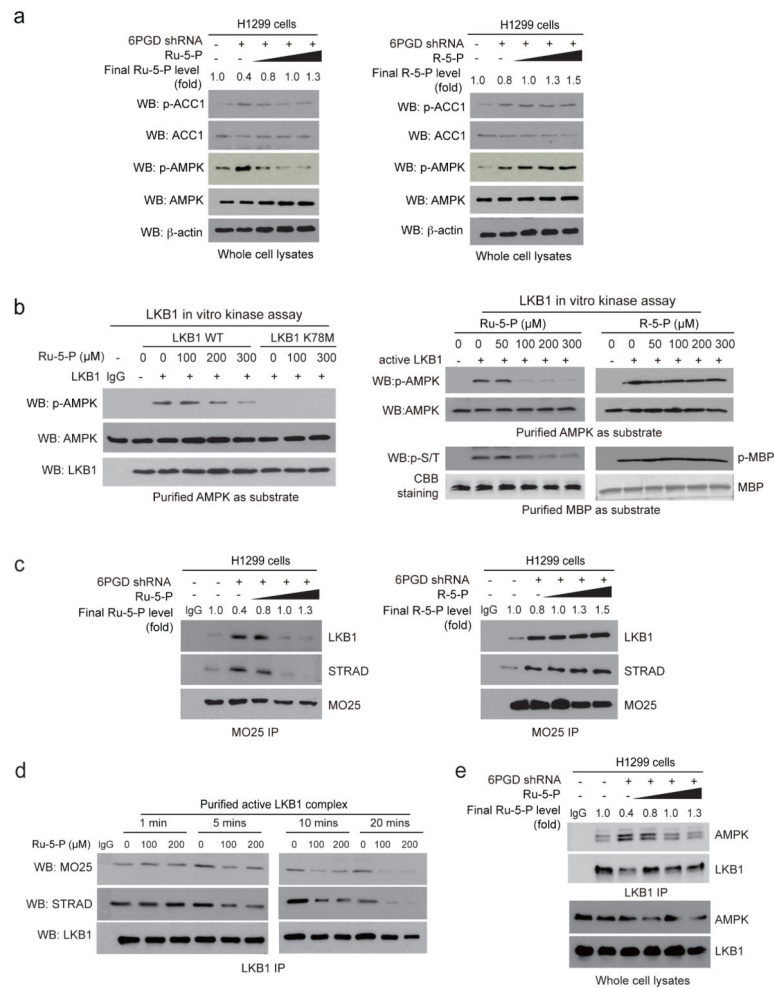 a
H1299 cells
6PGD shRNA - + + + +
Ru-5-P -
Final Ru-5-P level 1.0 0.4 0.8 1.0 1.3
(fold)
WB: p-ACC1
WB: ACC1
WB: p-AMPK
WB: AMPK
WB: β-actin
Whole cell lysates
H1299 cells
6PGD shRNA - + + + +
R-5-P - -
Final R-5-P level 1.0 0.8 1.0 1.3 1.5
(fold)
WB: p-ACC1
WB: ACC1
WB: p-AMPK
WB: AMPK
WB: β-actin
Whole cell lysates
b
LKB1 in vitro kinase assay
LKB1 WT LKB1 K78M
Ru-5-P (μM) - 0 0 100 200 300 0 100 300
LKB1 IgG - + + + + + + +
WB: p-AMPK
WB: AMPK
WB: LKB1
Purified AMPK as substrate
LKB1 in vitro kinase assay
Ru-5-P (μM) R-5-P (μM)
0 0 50 100 200 300 0 0 50 100 200 300
active LKB1 - + + + + + - + + + + +
WB:p-AMPK
WB:AMPK
Purified AMPK as substrate
WB:p-S/T p-MBP
CBB
staining MBP
Purified MBP as substrate
c
H1299 cells
6PGD shRNA - - + + + +
Ru-5-P - - -
Final Ru-5-P level IgG 1.0 0.4 0.8 1.0 1.3
(fold)
LKB1
STRAD
MO25
MO25 IP
H1299 cells
6PGD shRNA - - + + + +
R-5-P - - -
Final R-5-P level IgG 1.0 0.8 1.0 1.3 1.5
(fold)
LKB1
STRAD
MO25
MO25 IP
d
Purified active LKB1 complex
1 min 5 mins 10 mins 20 mins
Ru-5-P (μM) IgG 0 100 200 0 100 200 0 100 200 0 100 200
WB: MO25
WB: STRAD
WB: LKB1
LKB1 IP
e
H1299 cells
6PGD shRNA - - + + + +
Ru-5-P - - -
Final Ru-5-P level IgG 1.0 0.4 0.8 1.0 1.3
(fold)
AMPK
LKB1
LKB1 IP
AMPK
LKB1
Whole cell lysates